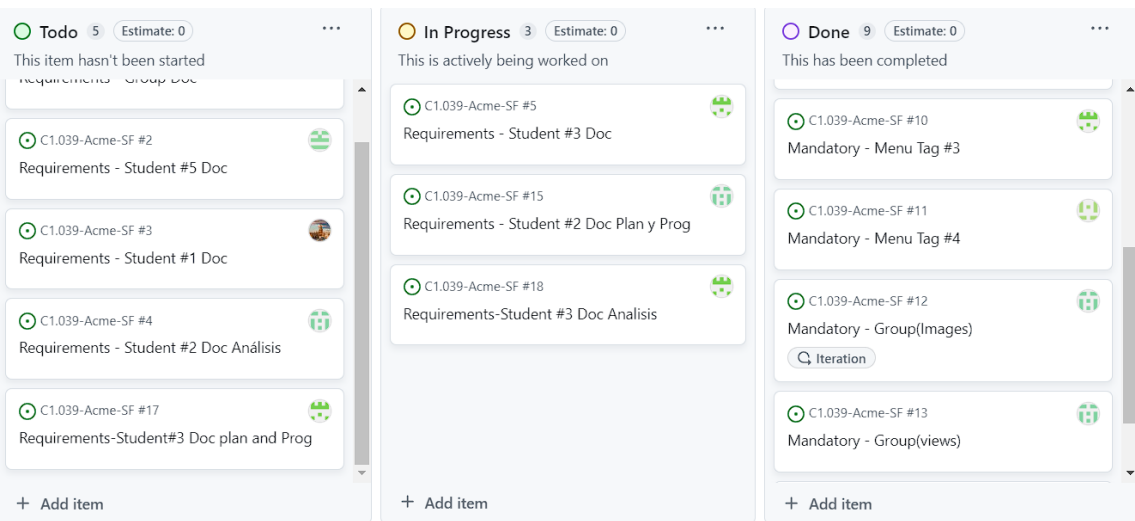 Todo 5 Estimate: 0
This item hasn't been started
Requirements - Group Doc
C1.039-Acme-SF #2
Requirements - Student #5 Doc
C1.039-Acme-SF #3
Requirements - Student #1 Doc
C1.039-Acme-SF #4
Requirements - Student #2 Doc Análisis
C1.039-Acme-SF #17
Requirements-Student#3 Doc plan and Prog
+ Add item
In Progress 3 Estimate: 0
This is actively being worked on
C1.039-Acme-SF #5
Requirements - Student #3 Doc
C1.039-Acme-SF #15
Requirements - Student #2 Doc Plan y Prog
C1.039-Acme-SF #18
Requirements-Student #3 Doc Analisis
+ Add item
Done 9 Estimate: 0
This has been completed
C1.039-Acme-SF #10
Mandatory - Menu Tag #3
C1.039-Acme-SF #11
Mandatory - Menu Tag #4
C1.039-Acme-SF #12
Mandatory - Group(Images)
Iteration
C1.039-Acme-SF #13
Mandatory - Group(views)
+ Add item